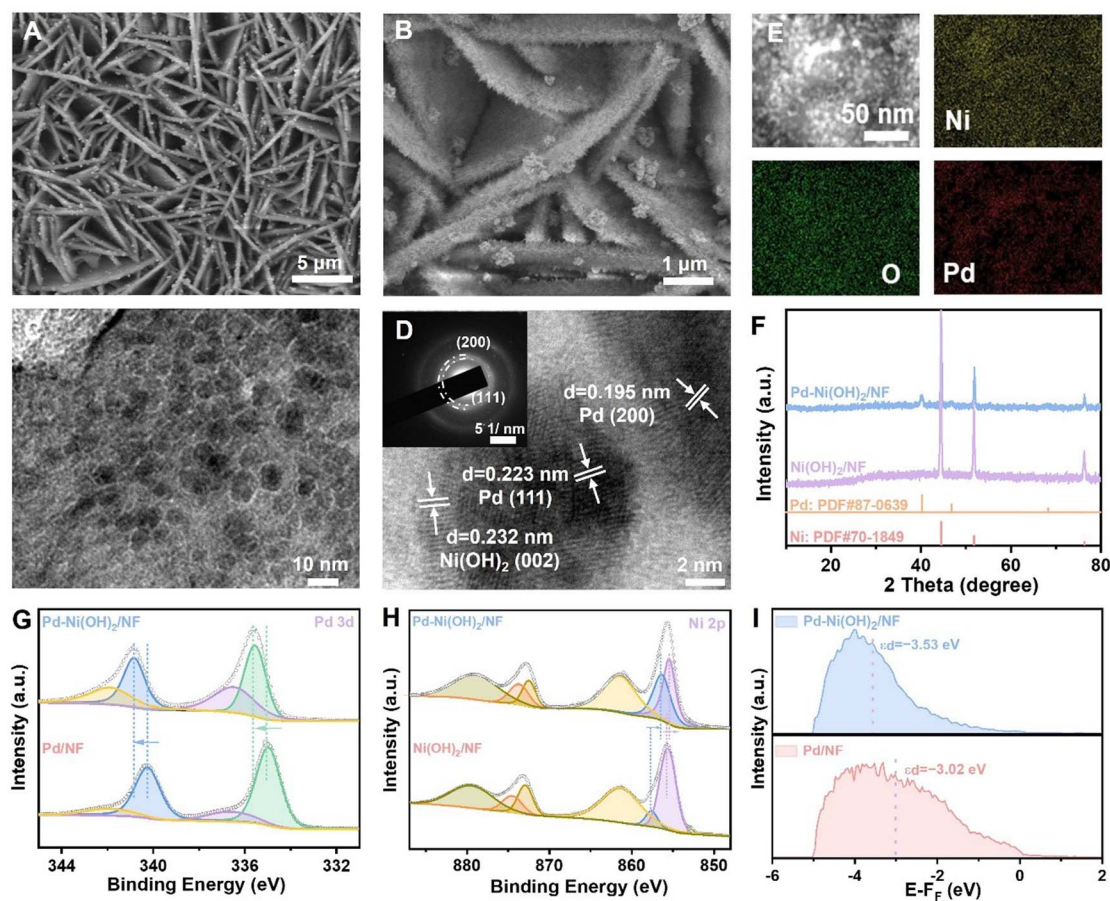 A
5 μm
B
1 μm
E
50 nm
Ni
O
Pd
10 nm
D
(200)
(111)
5 1/ nm
d=0.195 nm
Pd (200)
d=0.223 nm
Pd (111)
d=0.232 nm
Ni(OH)2 (002)
2 nm
F
Intensity (a.u.)
Pd-Ni(OH)2/NF
Ni(OH)2/NF
Pd: PDF#87-0639
Ni: PDF#70-1849
20 40 60 80
2 Theta (degree)
G
Intensity (a.u.)
Pd-Ni(OH)2/NF
Pd 3d
Pd/NF
344 340 336 332
Binding Energy (eV)
H
Intensity (a.u.)
Pd-Ni(OH)2/NF
Ni 2p
Ni(OH)2/NF
880 870 860 850
Binding Energy (eV)
I
Intensity (a.u.)
Pd-Ni(OH)2/NF
εd=−3.53 eV
Pd/NF
εd=−3.02 eV
-6 -4 -2 0 2
E-FF (eV)